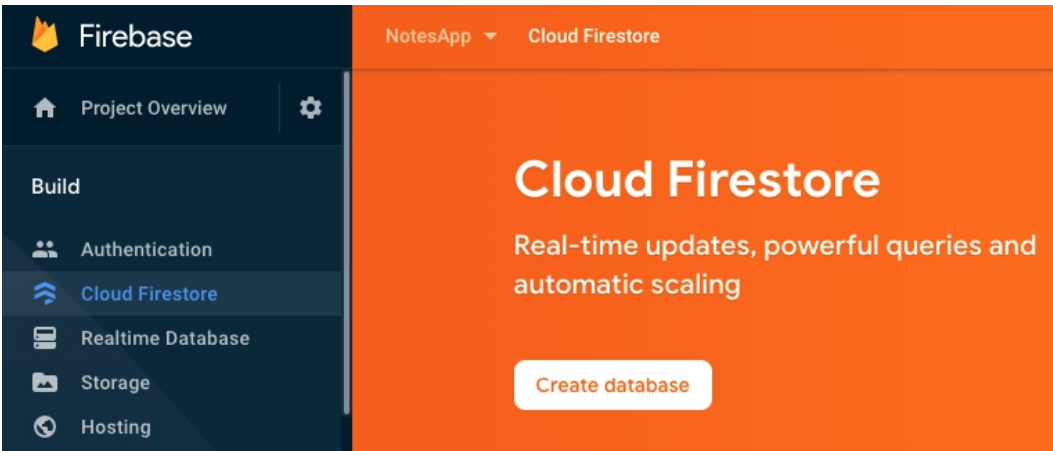 Firebase
NotesApp
Cloud Firestore
Project Overview
Build
Authentication
Cloud Firestore
Realtime Database
Storage
Hosting
Cloud Firestore
Real-time updates, powerful queries and
automatic scaling
Create database